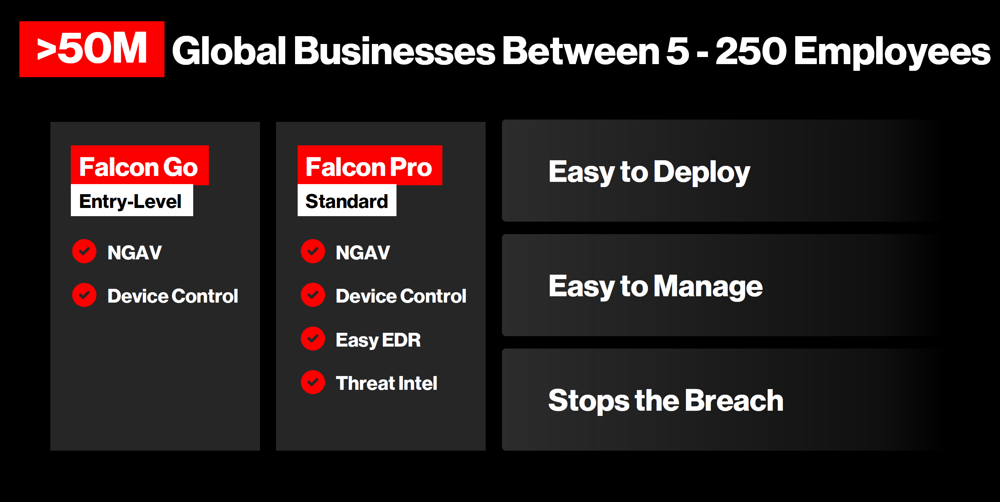 >50M Global Businesses Between 5 - 250 Employees
Falcon Go
Entry-Level
NGAV
Device Control
Falcon Pro
Standard
NGAV
Device Control
Easy EDR
Threat Intel
Easy to Deploy
Easy to Manage
Stops the Breach